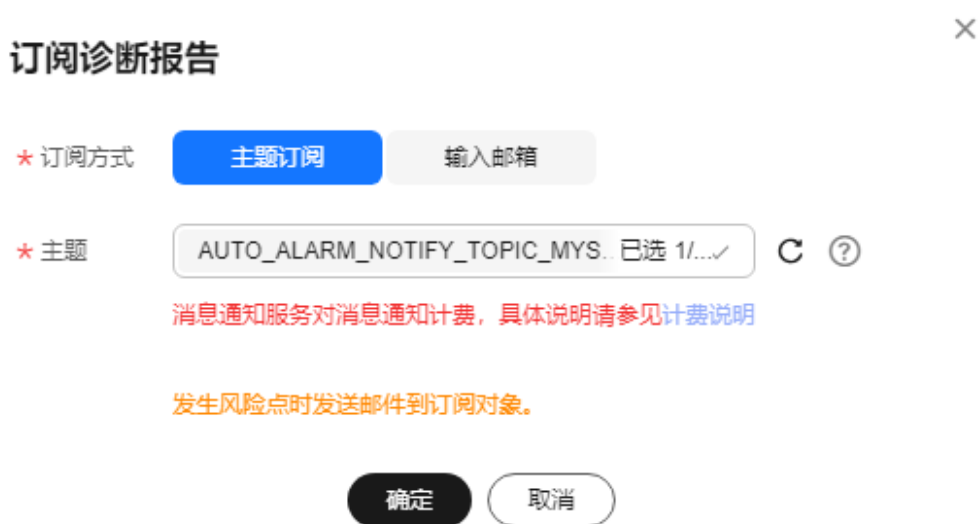 订阅诊断报告
* 订阅方式 主题订阅 输入邮箱
* 主题 AUTO_ALARM_NOTIFY_TOPIC_MYS... 已选 1/...
消息通知服务对消息通知计费，具体说明请参见计费说明
发生风险点时发送邮件到订阅对象。
确定 取消